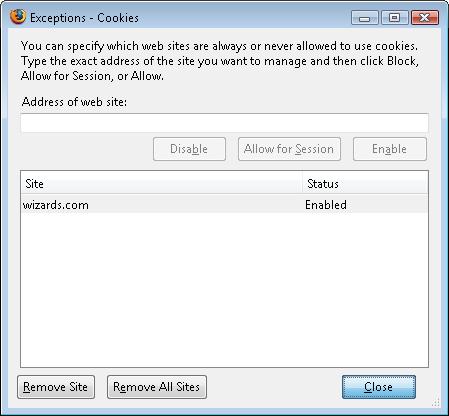 Exceptions - Cookies
You can specify which web sites are always or never allowed to use cookies.
Type the exact address of the site you want to manage and then click Block,
Allow for Session, or Allow.
Address of web site:
Disable Allow for Session Enable
Site Status
wizards.com Enabled
Remove Site Remove All Sites Close